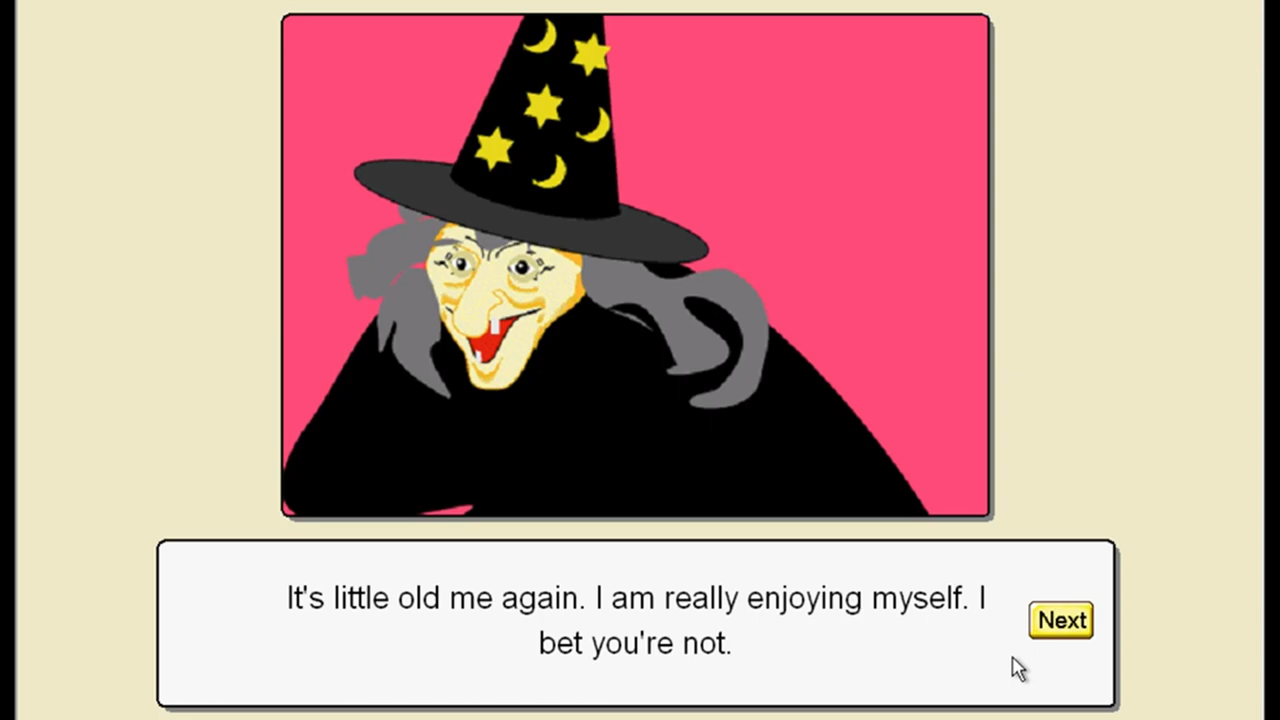 It's little old me again. I am really enjoying myself. I
bet you're not.
Next